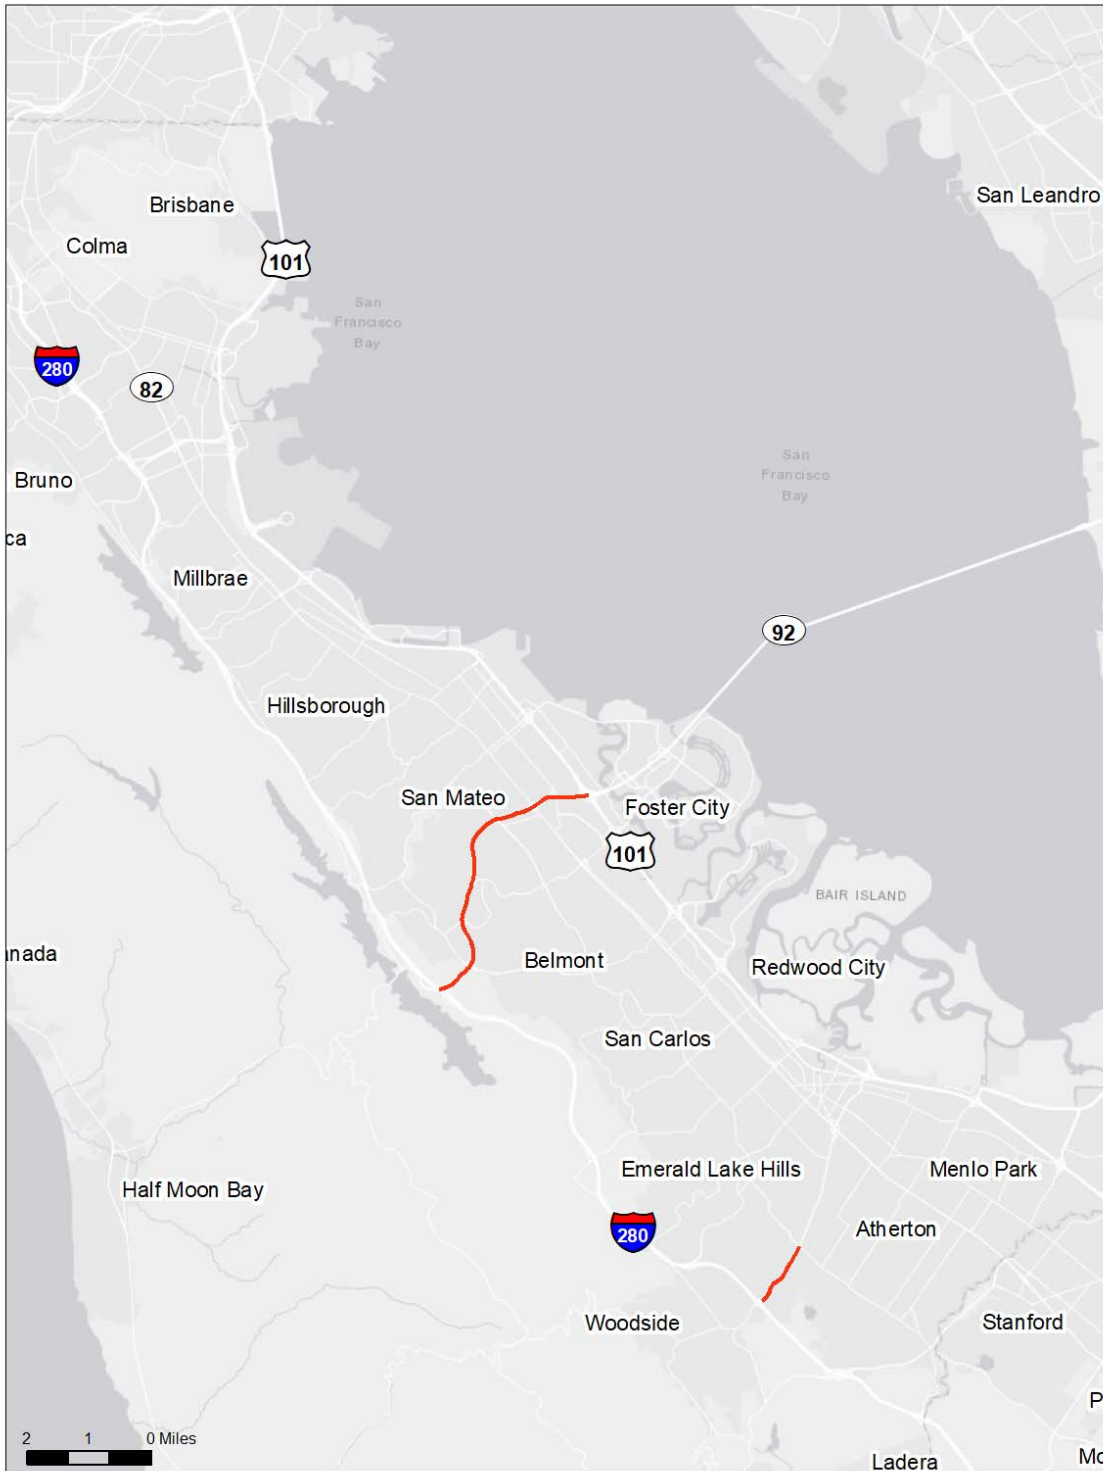 Brisbane
San Leandro
Colma
101
San
Francisco
Bay
280
82
San
Francisco
Bay
Bruno
ca
Millbrae
92
Hillsborough
San Mateo
Foster City
101
BAIR ISLAND
anada
Belmont
Redwood City
San Carlos
Emerald Lake Hills
Menlo Park
Half Moon Bay
Atherton
280
Woodside
Stanford
P
2 1 0 Miles
Ladera
Mo